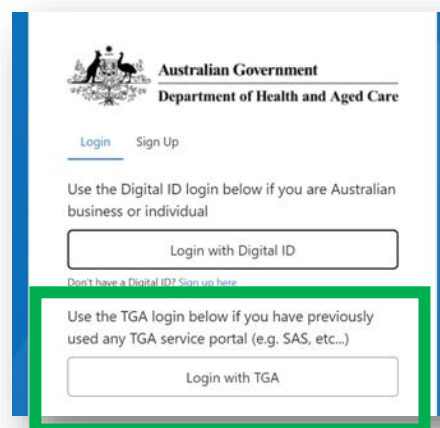 Australian Government
Department of Health and Aged Care
Login Sign Up
Use the Digital ID login below if you are Australian
business or individual
Login with Digital ID
Don't have a Digital ID? Sign up here
Use the TGA login below if you have previously
used any TGA service portal (e.g. SAS, etc...)
Login with TGA